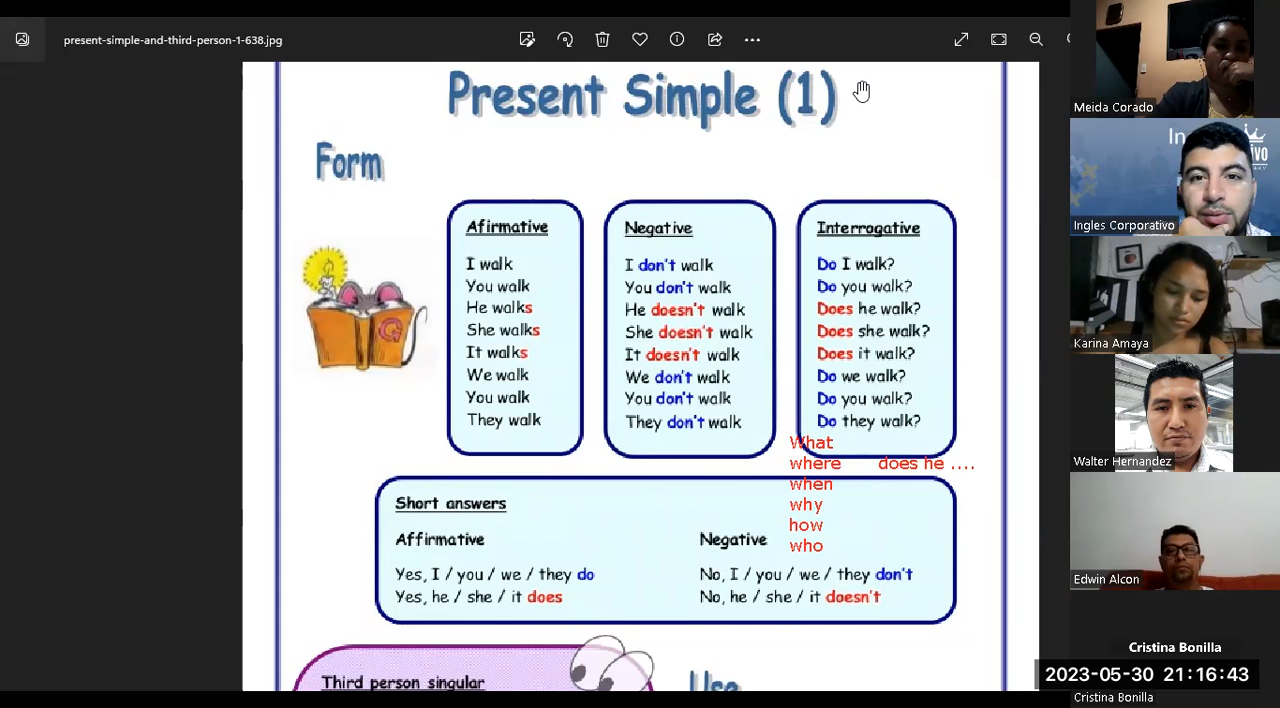 present-simple-and-third-person-1-638.jpg
Present Simple (1)
Form
Afirmative
I walk
You walk
He walks
She walks
It walks
We walk
You walk
They walk
Negative
I don't walk
You don't walk
He doesn't walk
She doesn't walk
It doesn't walk
We don't walk
You don't walk
They don't walk
Interrogative
Do I walk?
Do you walk?
Does he walk?
Does she walk?
Does it walk?
Do we walk?
Do you walk?
Do they walk?
What
where does he ....
when
why
how
who
Short answers
Affirmative
Yes, I / you / we / they do
Yes, he / she / it does
Negative
No, I / you / we / they don't
No, he / she / it doesn't
Third person singular
Use
G
Meida Corado
In
IVO
Ingles Corporativo
Karina Amaya
Walter Hernandez
Edwin Alcon
Cristina Bonilla
2023-05-30 21:16:43
Cristina Bonilla